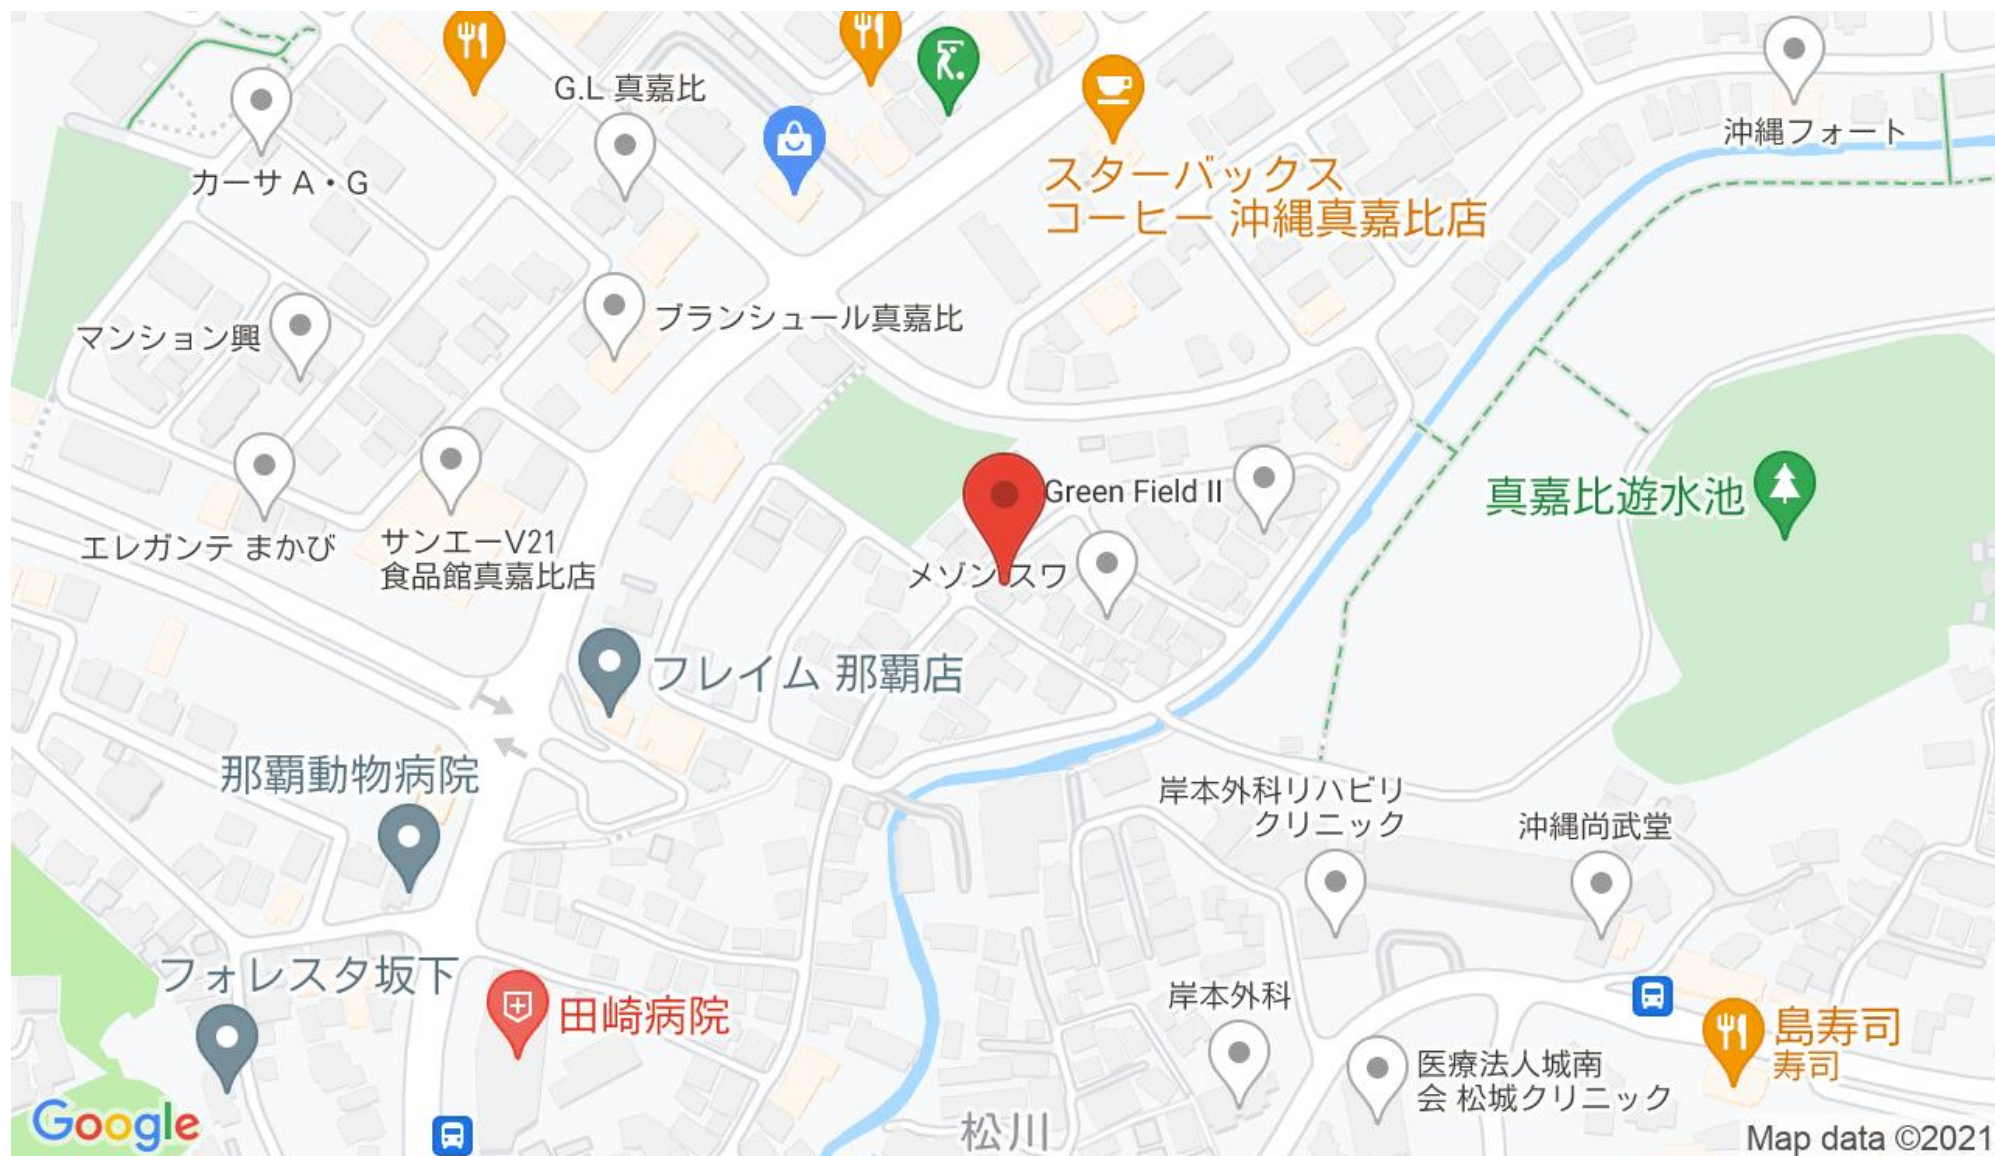 G.L 真嘉比
カーサ A・G
沖縄フォート
スターバックス
コーヒー 沖縄真嘉比店
マンション興
ブランシュール真嘉比
Green Field II
真嘉比遊水池
エレガンテ まかび
サンエーV21
食品館真嘉比店
メゾンスワ
フレイム 那覇店
那覇動物病院
岸本外科リハビリ
クリニック
沖縄尚武堂
フォレスタ坂下
田崎病院
岸本外科
島寿司
寿司
医療法人城南
会 松城クリニック
松川
Google
Map data ©2021